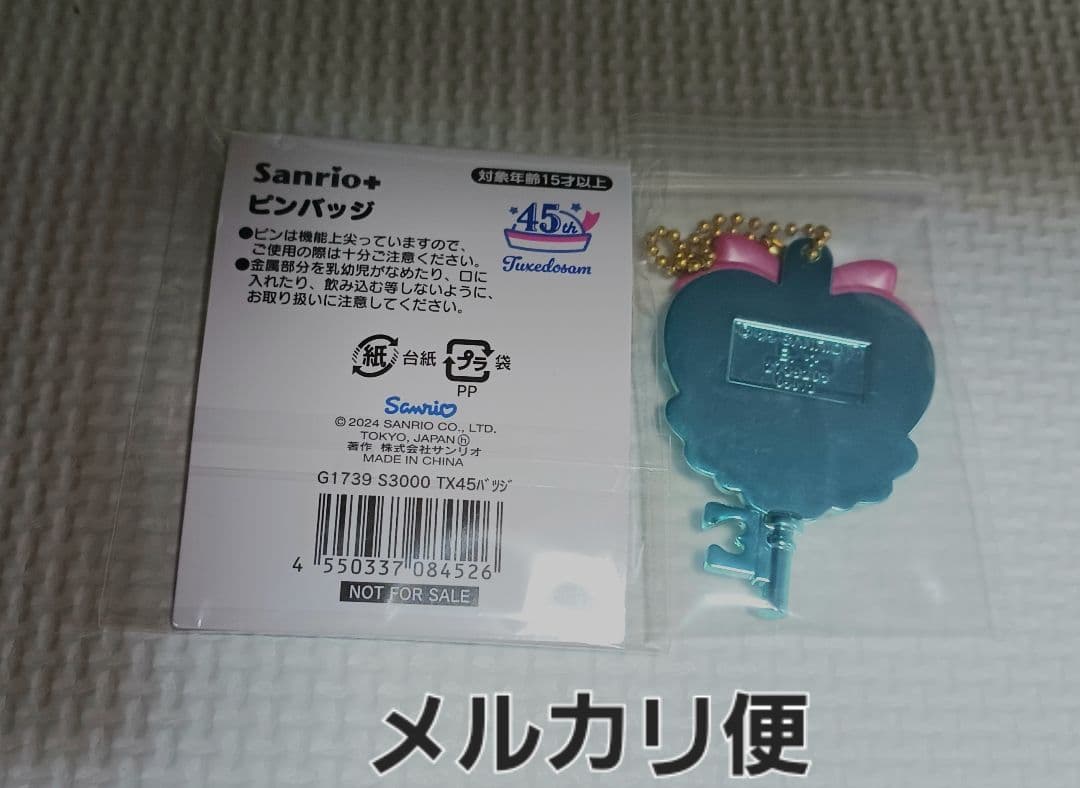 Sanrio+
対象年齢15才以上
ピンバッジ
45th
Tuxedosam
●ピンは機能上尖っていますので、
ご使用の際は十分ご注意ください。
●金属部分を乳幼児がなめたり、口に
入れたり、飲み込む等しないように、
お取り扱いに注意してください。
紙 台紙 プラ 袋
PP
Sanrio
© 2024 SANRIO CO., LTD.
TOKYO, JAPAN ⓗ
著作 株式会社サンリオ
MADE IN CHINA
G1739 S3000 TX45ﾊﾞﾂｼﾞ
4 550337 084526
NOT FOR SALE
メルカリ便